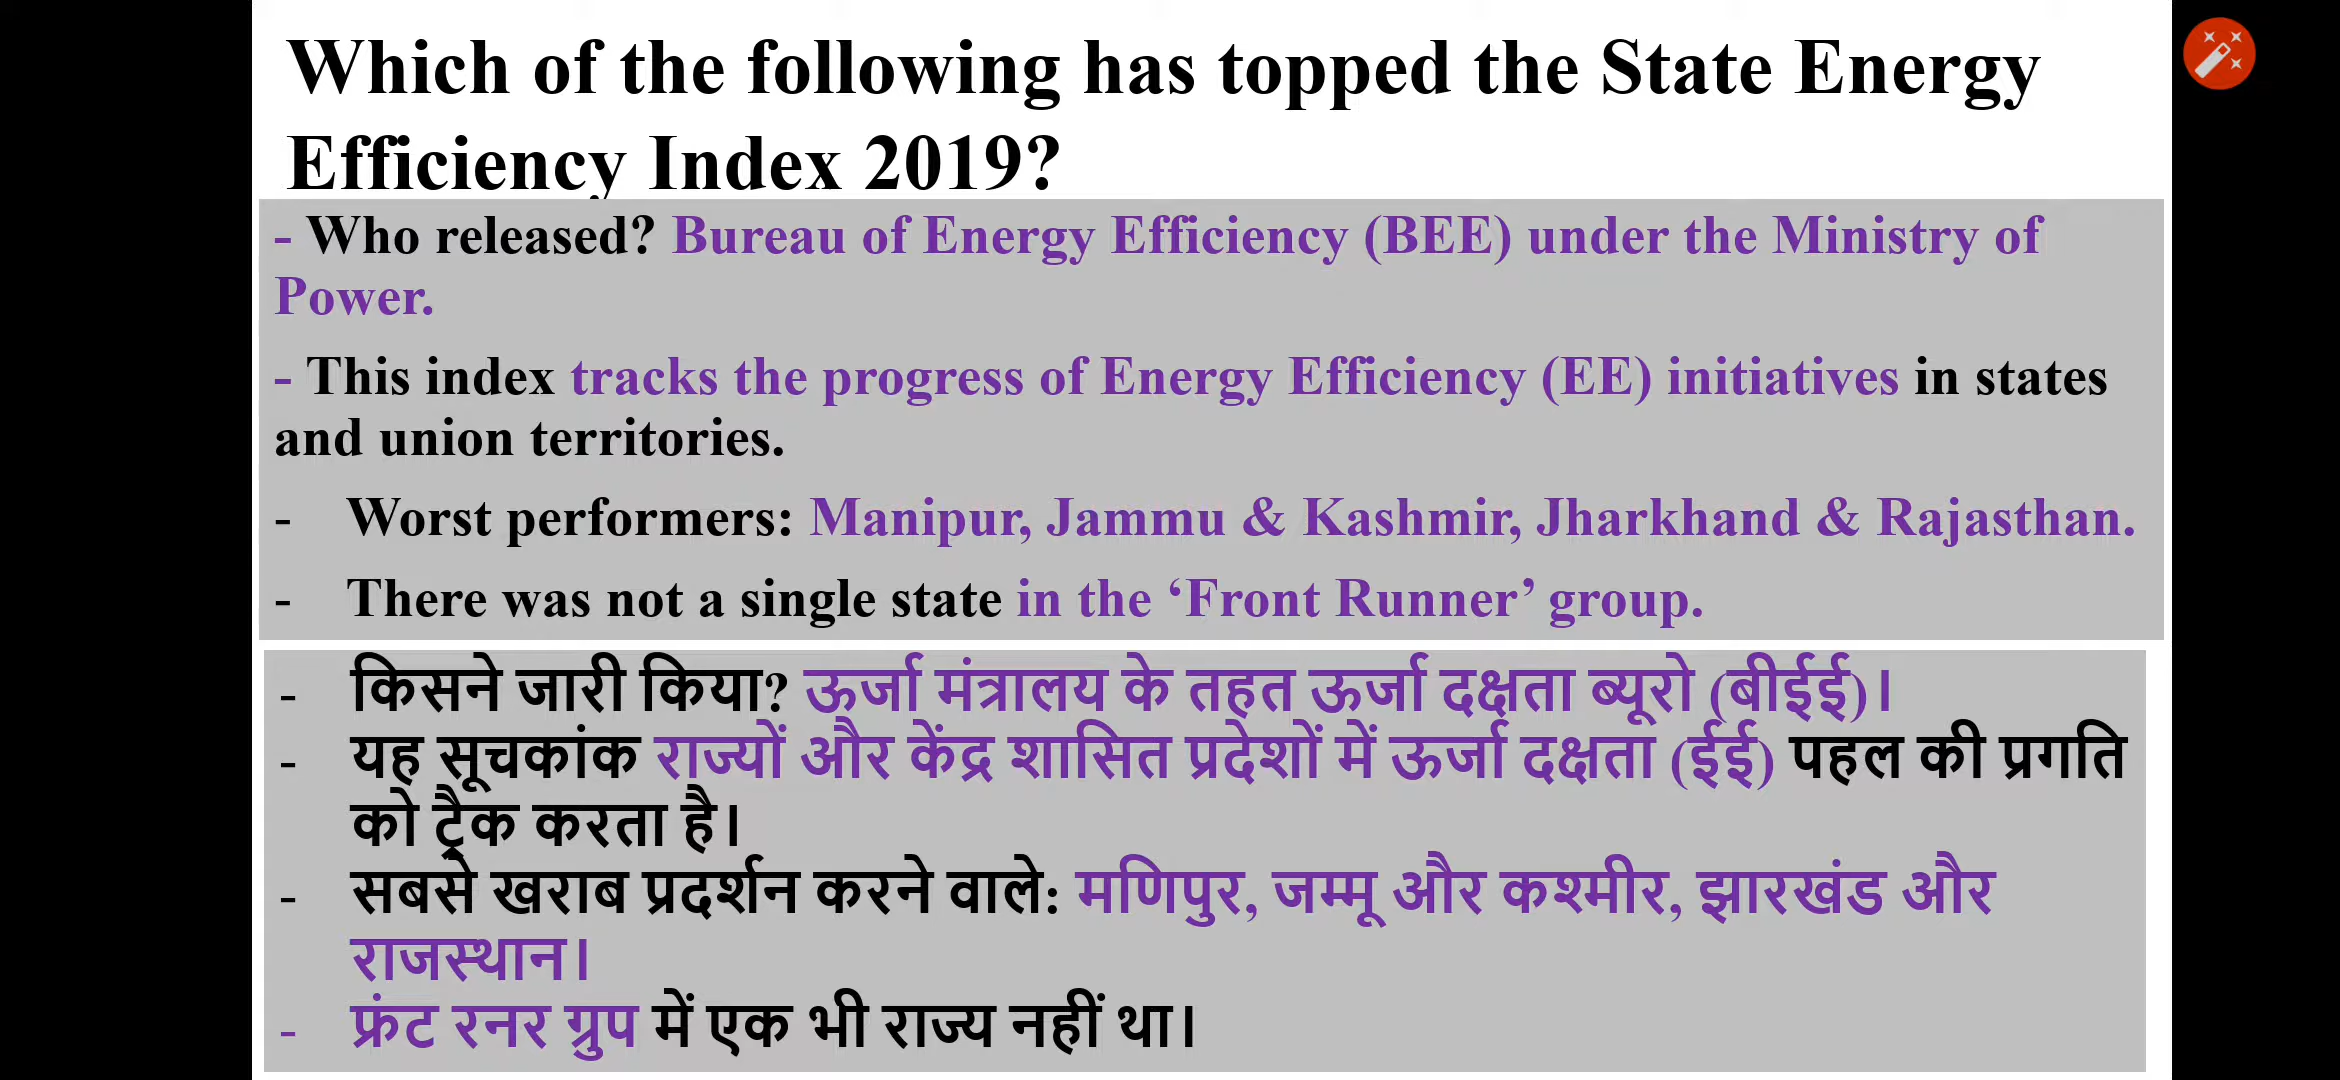 Which of the following has topped the State Energy
Efficiency Index 2019?
- Who released? Bureau of Energy Efficiency (BEE) under the Ministry of
Power.
- This index tracks the progress of Energy Efficiency (EE) initiatives in states
and union territories.
- Worst performers: Manipur, Jammu & Kashmir, Jharkhand & Rajasthan.
- There was not a single state in the ‘Front Runner’ group.
- किसने जारी किया? ऊर्जा मंत्रालय के तहत ऊर्जा दक्षता ब्यूरो (बीईई)।
- यह सूचकांक राज्यों और केंद्र शासित प्रदेशों में ऊर्जा दक्षता (ईई) पहल की प्रगति
को ट्रैक करता है।
- सबसे खराब प्रदर्शन करने वाले: मणिपुर, जम्मू और कश्मीर, झारखंड और
राजस्थान।
- फ्रंट रनर ग्रुप में एक भी राज्य नहीं था।